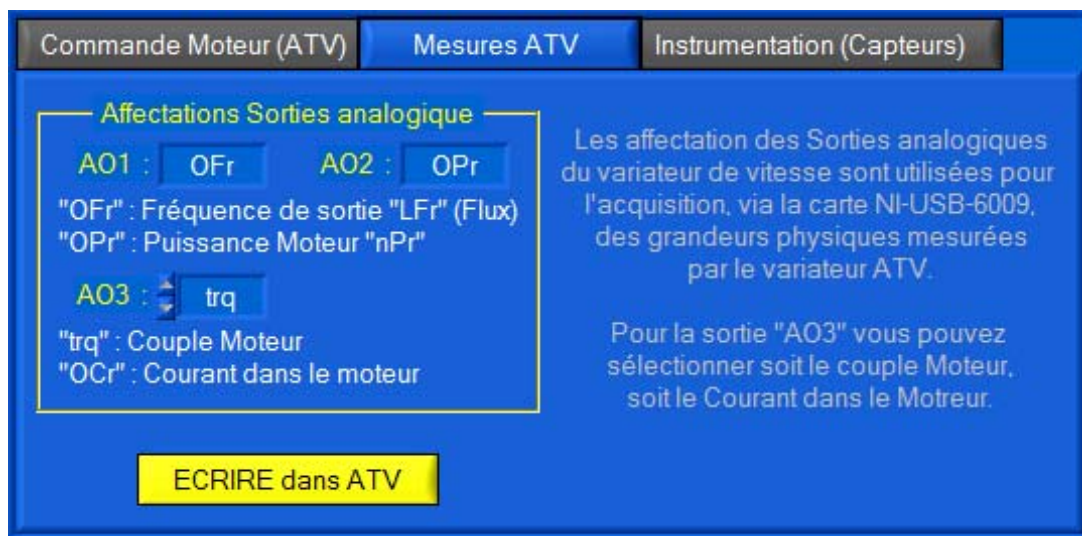 Commande Moteur (ATV)
Mesures ATV
Instrumentation (Capteurs)
Affectations Sorties analogique
AO1 : OFr AO2 : OPr
"OFr" : Fréquence de sortie "LFr" (Flux)
"OPr" : Puissance Moteur "nPr"
AO3 : trq
"trq" : Couple Moteur
"OCr" : Courant dans le moteur
ECRIRE dans ATV
Les affectation des Sorties analogiques
du variateur de vitesse sont utilisées pour
l'acquisition, via la carte NI-USB-6009,
des grandeurs physiques mesurées
par le variateur ATV.
Pour la sortie "AO3" vous pouvez
sélectionner soit le couple Moteur,
soit le Courant dans le Motreur.